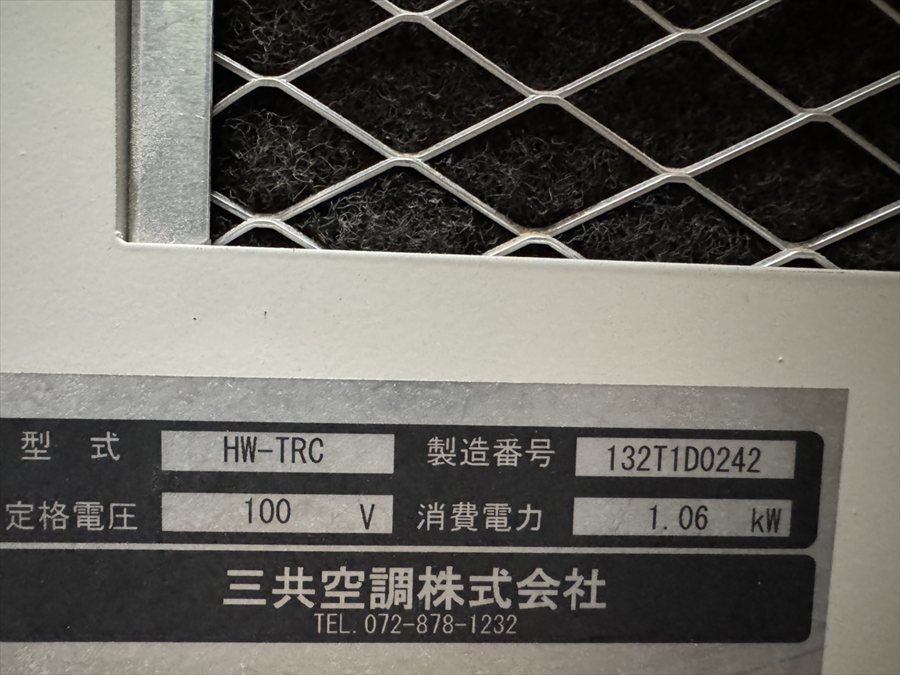 型 式 HW-TRC 製造番号 132T1D0242
定格電圧 100 V 消費電力 1.06 kW
三共空調株式会社
TEL. 072-878-1232